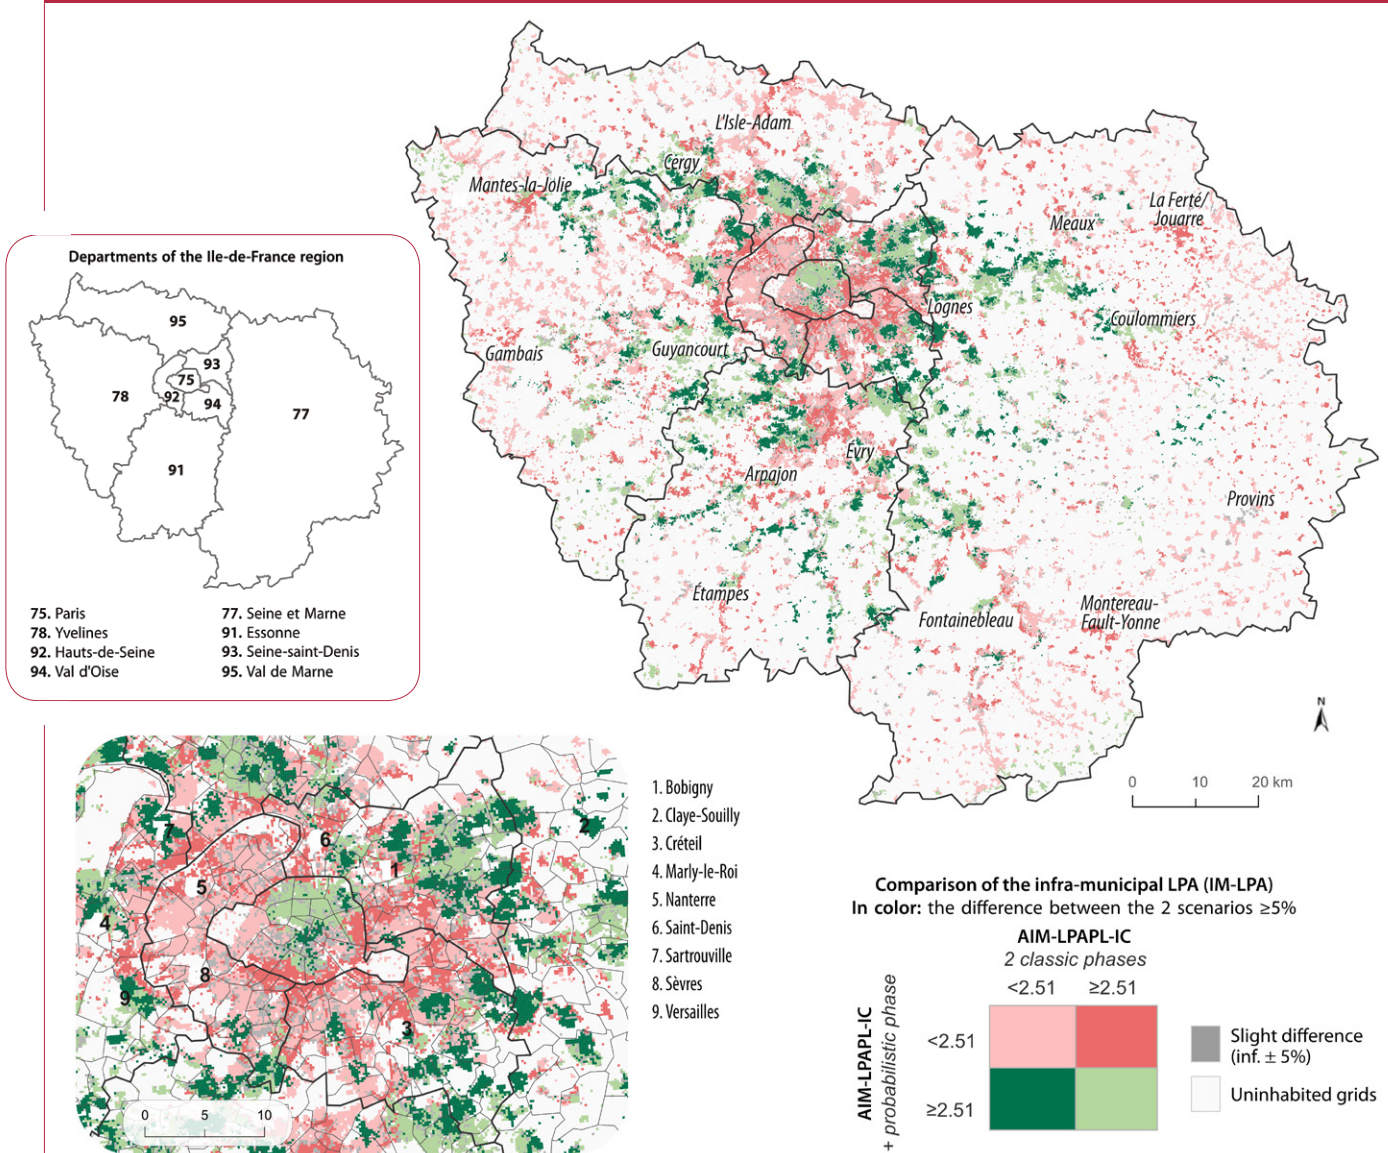 L'Isle-Adam
Cergy
Mantes-la-Jolie
La Ferté/
Jouarre
Meaux
Lognes
Coulommiers
Gambais
Guyancourt
Evry
Arpajon
Provins
Étampes
Fontainebleau
Montereau-
Fault-Yonne
N
0 10 20 km
Departments of the Ile-de-France region
95
93
75
78
92
94
77
91
75. Paris
78. Yvelines
92. Hauts-de-Seine
94. Val d'Oise
77. Seine et Marne
91. Essonne
93. Seine-saint-Denis
95. Val de Marne
7
6
2
1
5
4
8
9
3
0 5 10
1. Bobigny
2. Claye-Souilly
3. Créteil
4. Marly-le-Roi
5. Nanterre
6. Saint-Denis
7. Sartrouville
8. Sèvres
9. Versailles
Comparison of the infra-municipal LPA (IM-LPA)
In color: the difference between the 2 scenarios ≥5%
AIM-LPAPL-IC
2 classic phases
<2.51 ≥2.51
AIM-LPAPL-IC
+ probabilistic phase
<2.51
≥2.51
Slight difference
(inf. ± 5%)
Uninhabited grids